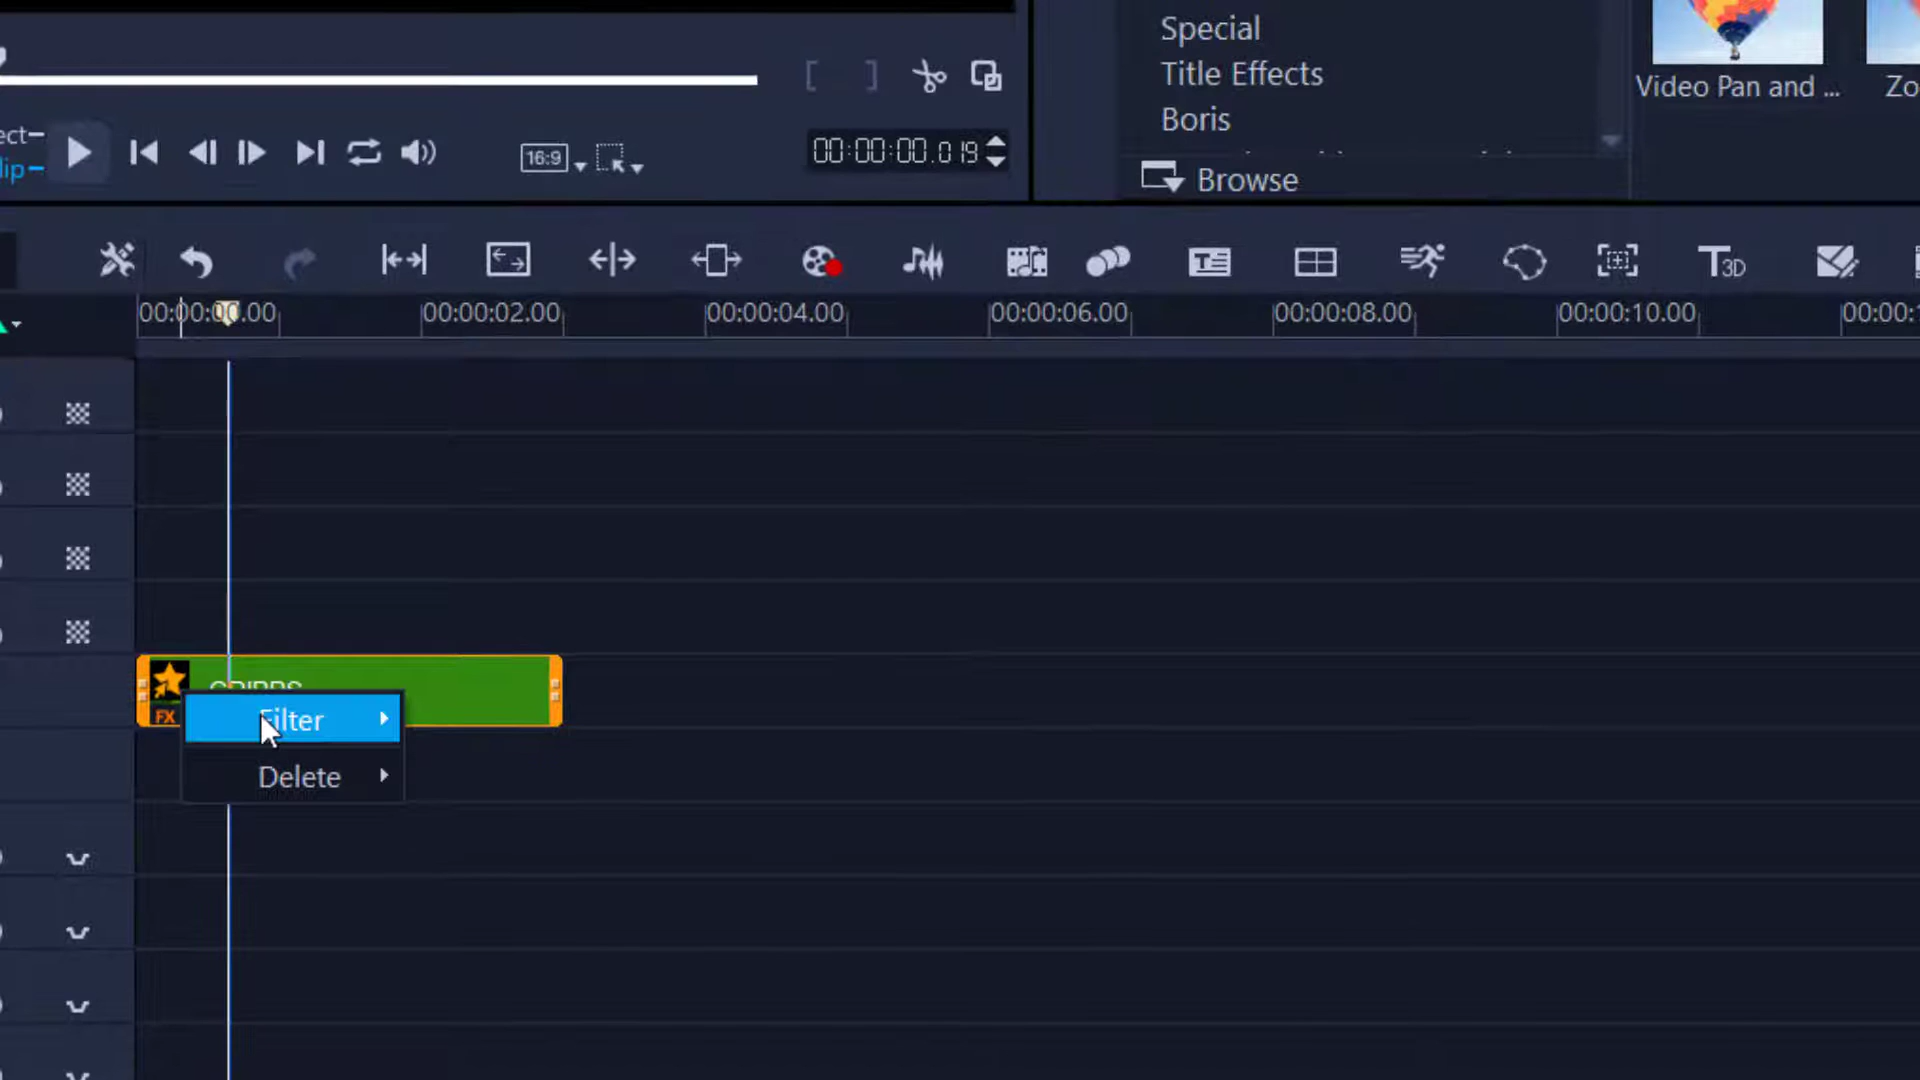 Special
Title Effects
Boris
Browse
Video Pan and ...
Zo
ect-
lip-
16:9
00:00:00.019
T3D
00:00:00.00
00:00:02.00
00:00:04.00
00:00:06.00
00:00:08.00
00:00:10.00
00:00:
FX
Filter
Delete